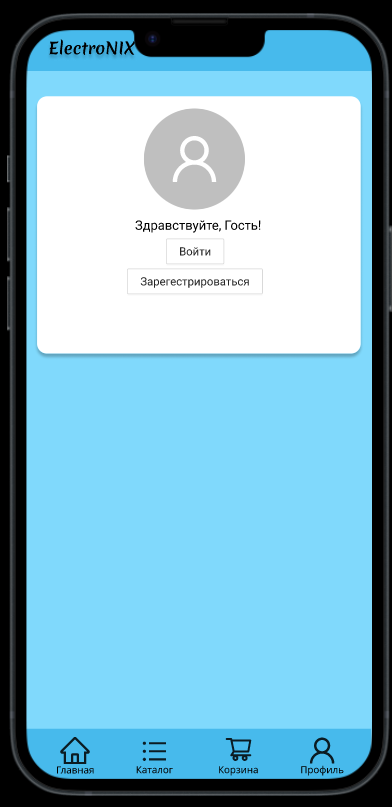 ElectroNIX
Здравствуйте, Гость!
Войти
Зарегестрироваться
Главная Каталог Корзина Профиль